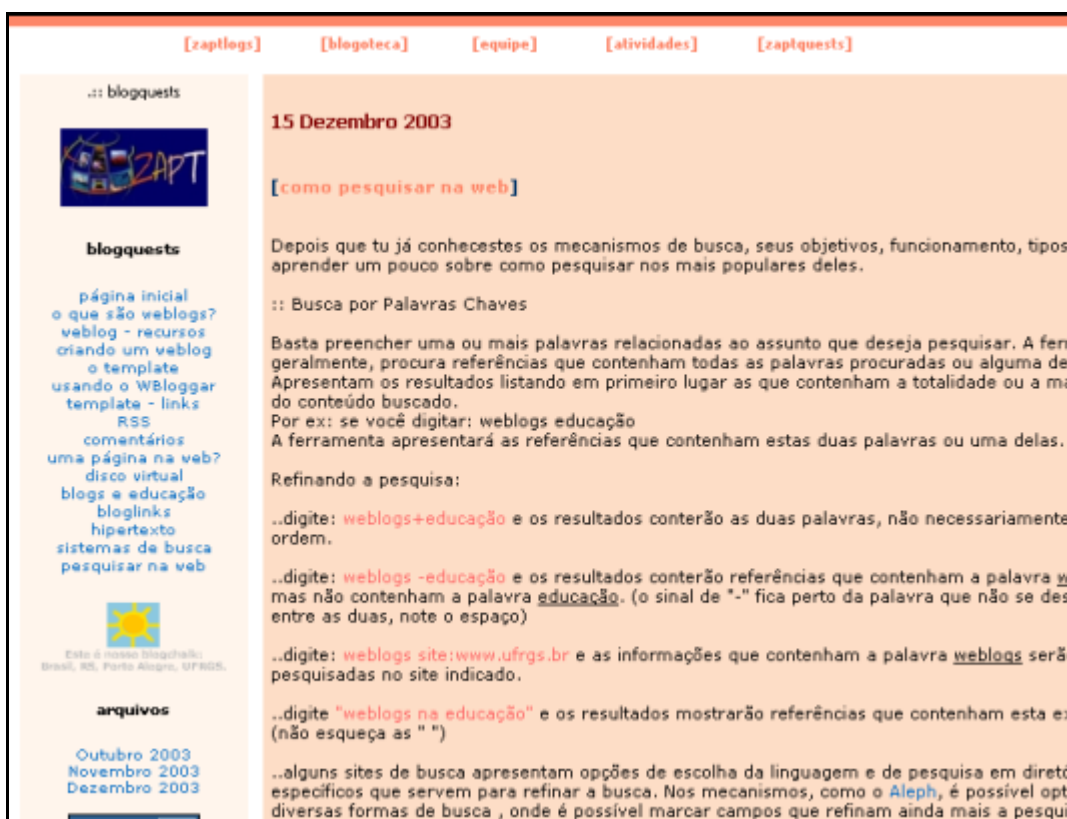 [zaptlogs] [blogoteca] [equipe] [atividades] [zaptquests]
.:: blogquests
ZAPT
blogquests
página inicial
o que são weblogs?
weblog - recursos
criando um weblog
o template
usando o WBloggar
template - links
RSS
comentários
uma página na web?
disco virtual
blogs e educação
bloglinks
hipertexto
sistemas de busca
pesquisar na web
Este é nosso blogchalk:
Brasil, RS, Porto Alegre, UFRGS.
arquivos
Outubro 2003
Novembro 2003
Dezembro 2003
15 Dezembro 2003
[como pesquisar na web]
Depois que tu já conhecestes os mecanismos de busca, seus objetivos, funcionamento, tipos
aprender um pouco sobre como pesquisar nos mais populares deles.
:: Busca por Palavras Chaves
Basta preencher uma ou mais palavras relacionadas ao assunto que deseja pesquisar. A
geralmente, procura referências que contenham todas as palavras procuradas ou alguma
Apresentam os resultados listando em primeiro lugar as que contenham a totalidade ou a
do conteúdo buscado.
Por ex: se você digitar: weblogs educação
A ferramenta apresentará as referências que contenham estas duas palavras ou uma delas.
Refinando a pesquisa:
..digite: weblogs+educação e os resultados conterão as duas palavras, não necessariamente
ordem.
..digite: weblogs -educação e os resultados conterão referências que contenham a palavra
mas não contenham a palavra educação. (o sinal de "-" fica perto da palavra que não se
entre as duas, note o espaço)
..digite: weblogs site:www.ufrgs.br e as informações que contenham a palavra weblogs
pesquisadas no site indicado.
..digite "weblogs na educação" e os resultados mostrarão referências que contenham esta
(não esqueça as " ")
..alguns sites de busca apresentam opções de escolha da linguagem e de pesquisa em
específicos que servem para refinar a busca. Nos mecanismos, como o Aleph, é possível
diversas formas de busca , onde é possível marcar campos que refinam ainda mais a